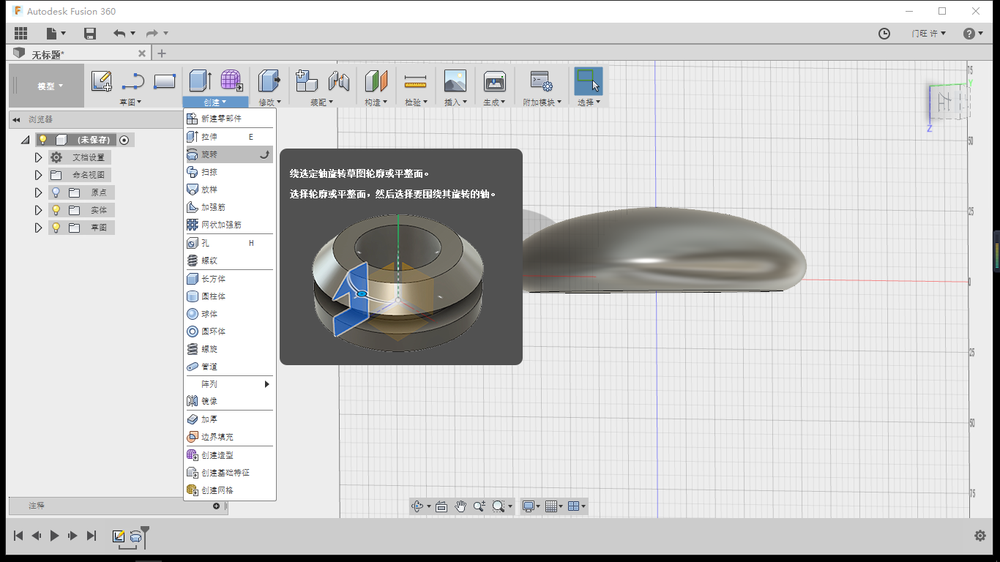 Autodesk Fusion 360
门旺 许
无标题*
模型
草图
创建
修改
装配
构造
检验
插入
生成
附加模块
选择
浏览器
(未保存)
文档设置
命名视图
原点
实体
草图
新建零部件
拉伸 E
旋转
扫掠
放样
加强筋
网状加强筋
孔 H
螺纹
长方体
圆柱体
球体
圆环体
螺旋
管道
阵列
镜像
加厚
边界填充
创建造型
创建基础特征
创建网格
绕选定轴旋转草图轮廓或平整面。
选择轮廓或平整面，然后选择要围绕其旋转的轴。
75
50
25
0
25
50
75
Y
Z
注释